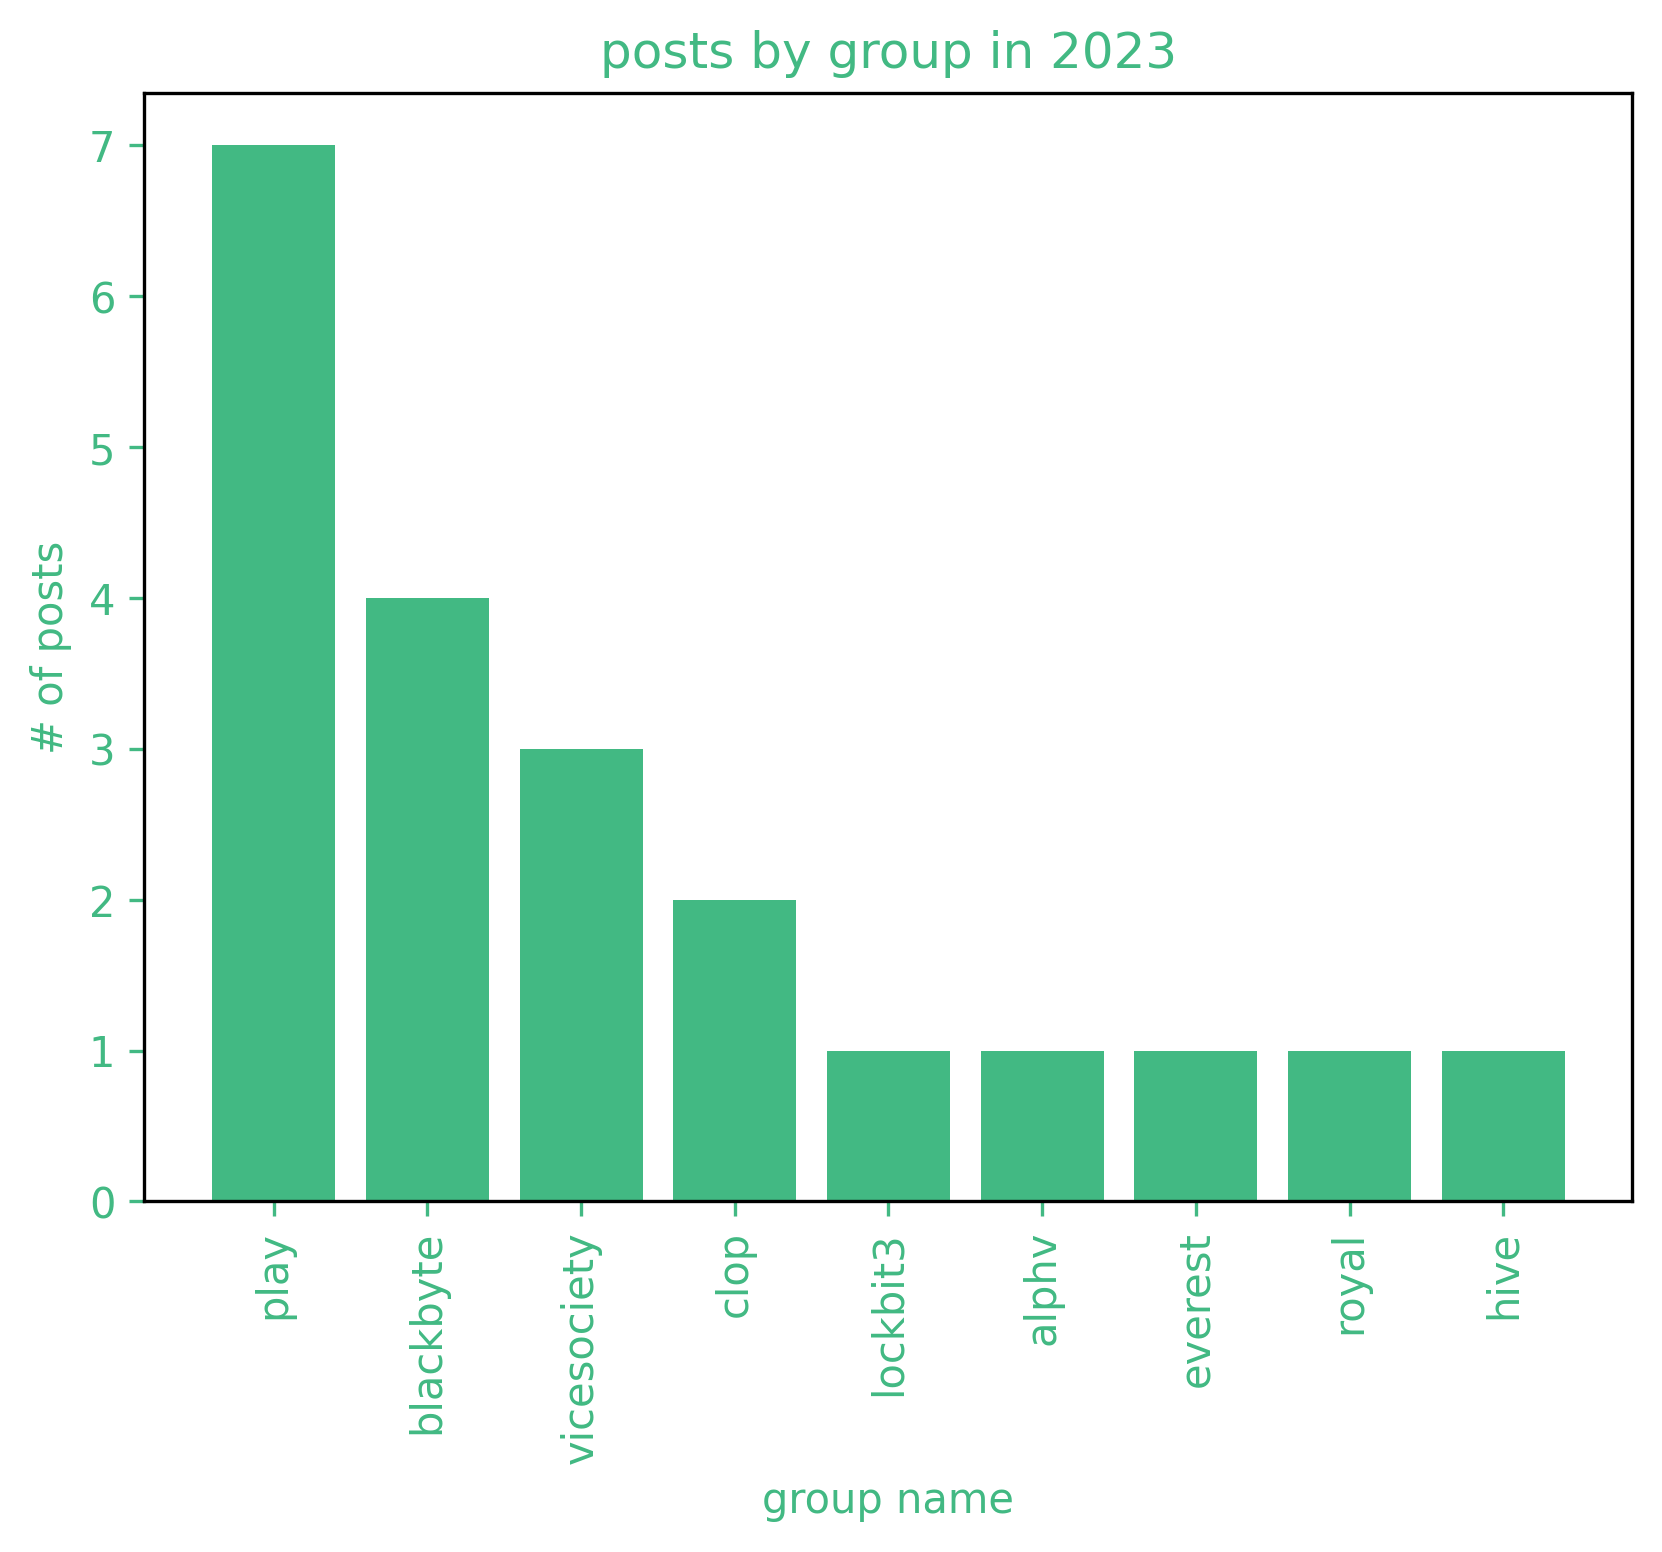 posts by group in 2023
7
6
5
4
3
2
1
0
# of posts
play
blackbyte
vicesociety
clop
lockbit3
alphv
everest
royal
hive
group name